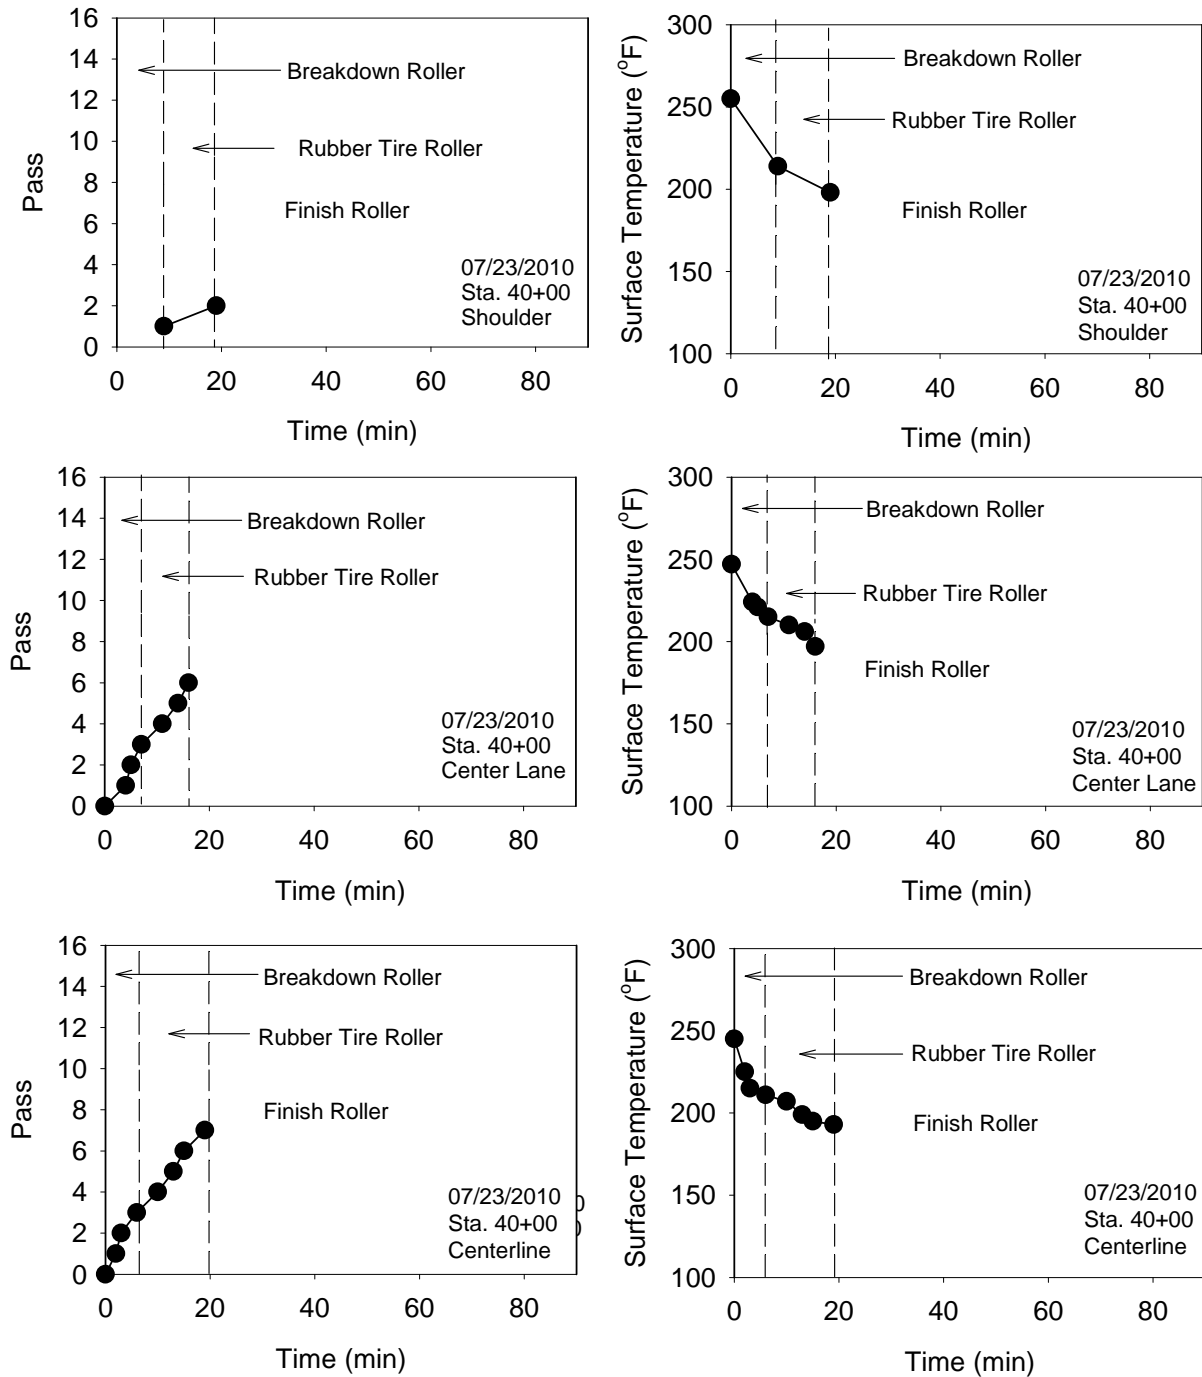 16
14
12
10
8
6
4
2
0
Pass
Breakdown Roller
Rubber Tire Roller
Finish Roller
07/23/2010
Sta. 40+00
Shoulder
0 20 40 60 80
Time (min)
300
250
200
150
100
Surface Temperature (°F)
Breakdown Roller
Rubber Tire Roller
Finish Roller
07/23/2010
Sta. 40+00
Shoulder
0 20 40 60 80
Time (min)
16
14
12
10
8
6
4
2
0
Pass
Breakdown Roller
Rubber Tire Roller
07/23/2010
Sta. 40+00
Center Lane
0 20 40 60 80
Time (min)
300
250
200
150
100
Surface Temperature (°F)
Breakdown Roller
Rubber Tire Roller
Finish Roller
07/23/2010
Sta. 40+00
Center Lane
0 20 40 60 80
Time (min)
16
14
12
10
8
6
4
2
0
Pass
Breakdown Roller
Rubber Tire Roller
Finish Roller
07/23/2010
Sta. 40+00
Centerline
0 20 40 60 80
Time (min)
300
250
200
150
100
Surface Temperature (°F)
Breakdown Roller
Rubber Tire Roller
Finish Roller
07/23/2010
Sta. 40+00
Centerline
0 20 40 60 80
Time (min)